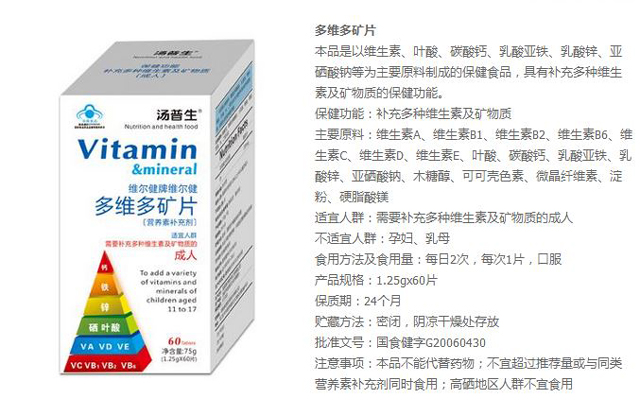 汤普生
Nutrition and health food
保健功能
补充多种维生素及矿物质
(成人)
汤普生®
Nutrition and health food
Vitamin
&mineral
维尔健牌维尔健
多维多矿片
[营养素补充剂]
适宜人群
需要补充多种维生素及矿物质的
成人
To add a variety
of vitamins and
minerals of
children aged
11 to 17
60 Tablets
净含量:75g
(1.25gX60片)
钙
铁
锌
硒 叶酸
VA VD VE
VC VB1 VB2 VB6
多维多矿片
本品是以维生素、叶酸、碳酸钙、乳酸亚铁、乳酸锌、亚
硒酸钠等为主要原料制成的保健食品，具有补充多种维生
素及矿物质的保健功能。
保健功能：补充多种维生素及矿物质
主要原料：维生素A、维生素B1、维生素B2、维生素B6、维
生素C、维生素D、维生素E、叶酸、碳酸钙、乳酸亚铁、乳
酸锌、亚硒酸钠、木糖醇、可可壳色素、微晶纤维素、淀
粉、硬脂酸镁
适宜人群：需要补充多种维生素及矿物质的成人
不适宜人群：孕妇、乳母
食用方法及食用量：每日2次，每次1片，口服
产品规格：1.25gx60片
保质期：24个月
贮藏方法：密闭，阴凉干燥处存放
批准文号：国食健字G20060430
注意事项：本品不能代替药物；不宜超过推荐量或与同类
营养素补充剂同时食用；高硒地区人群不宜食用